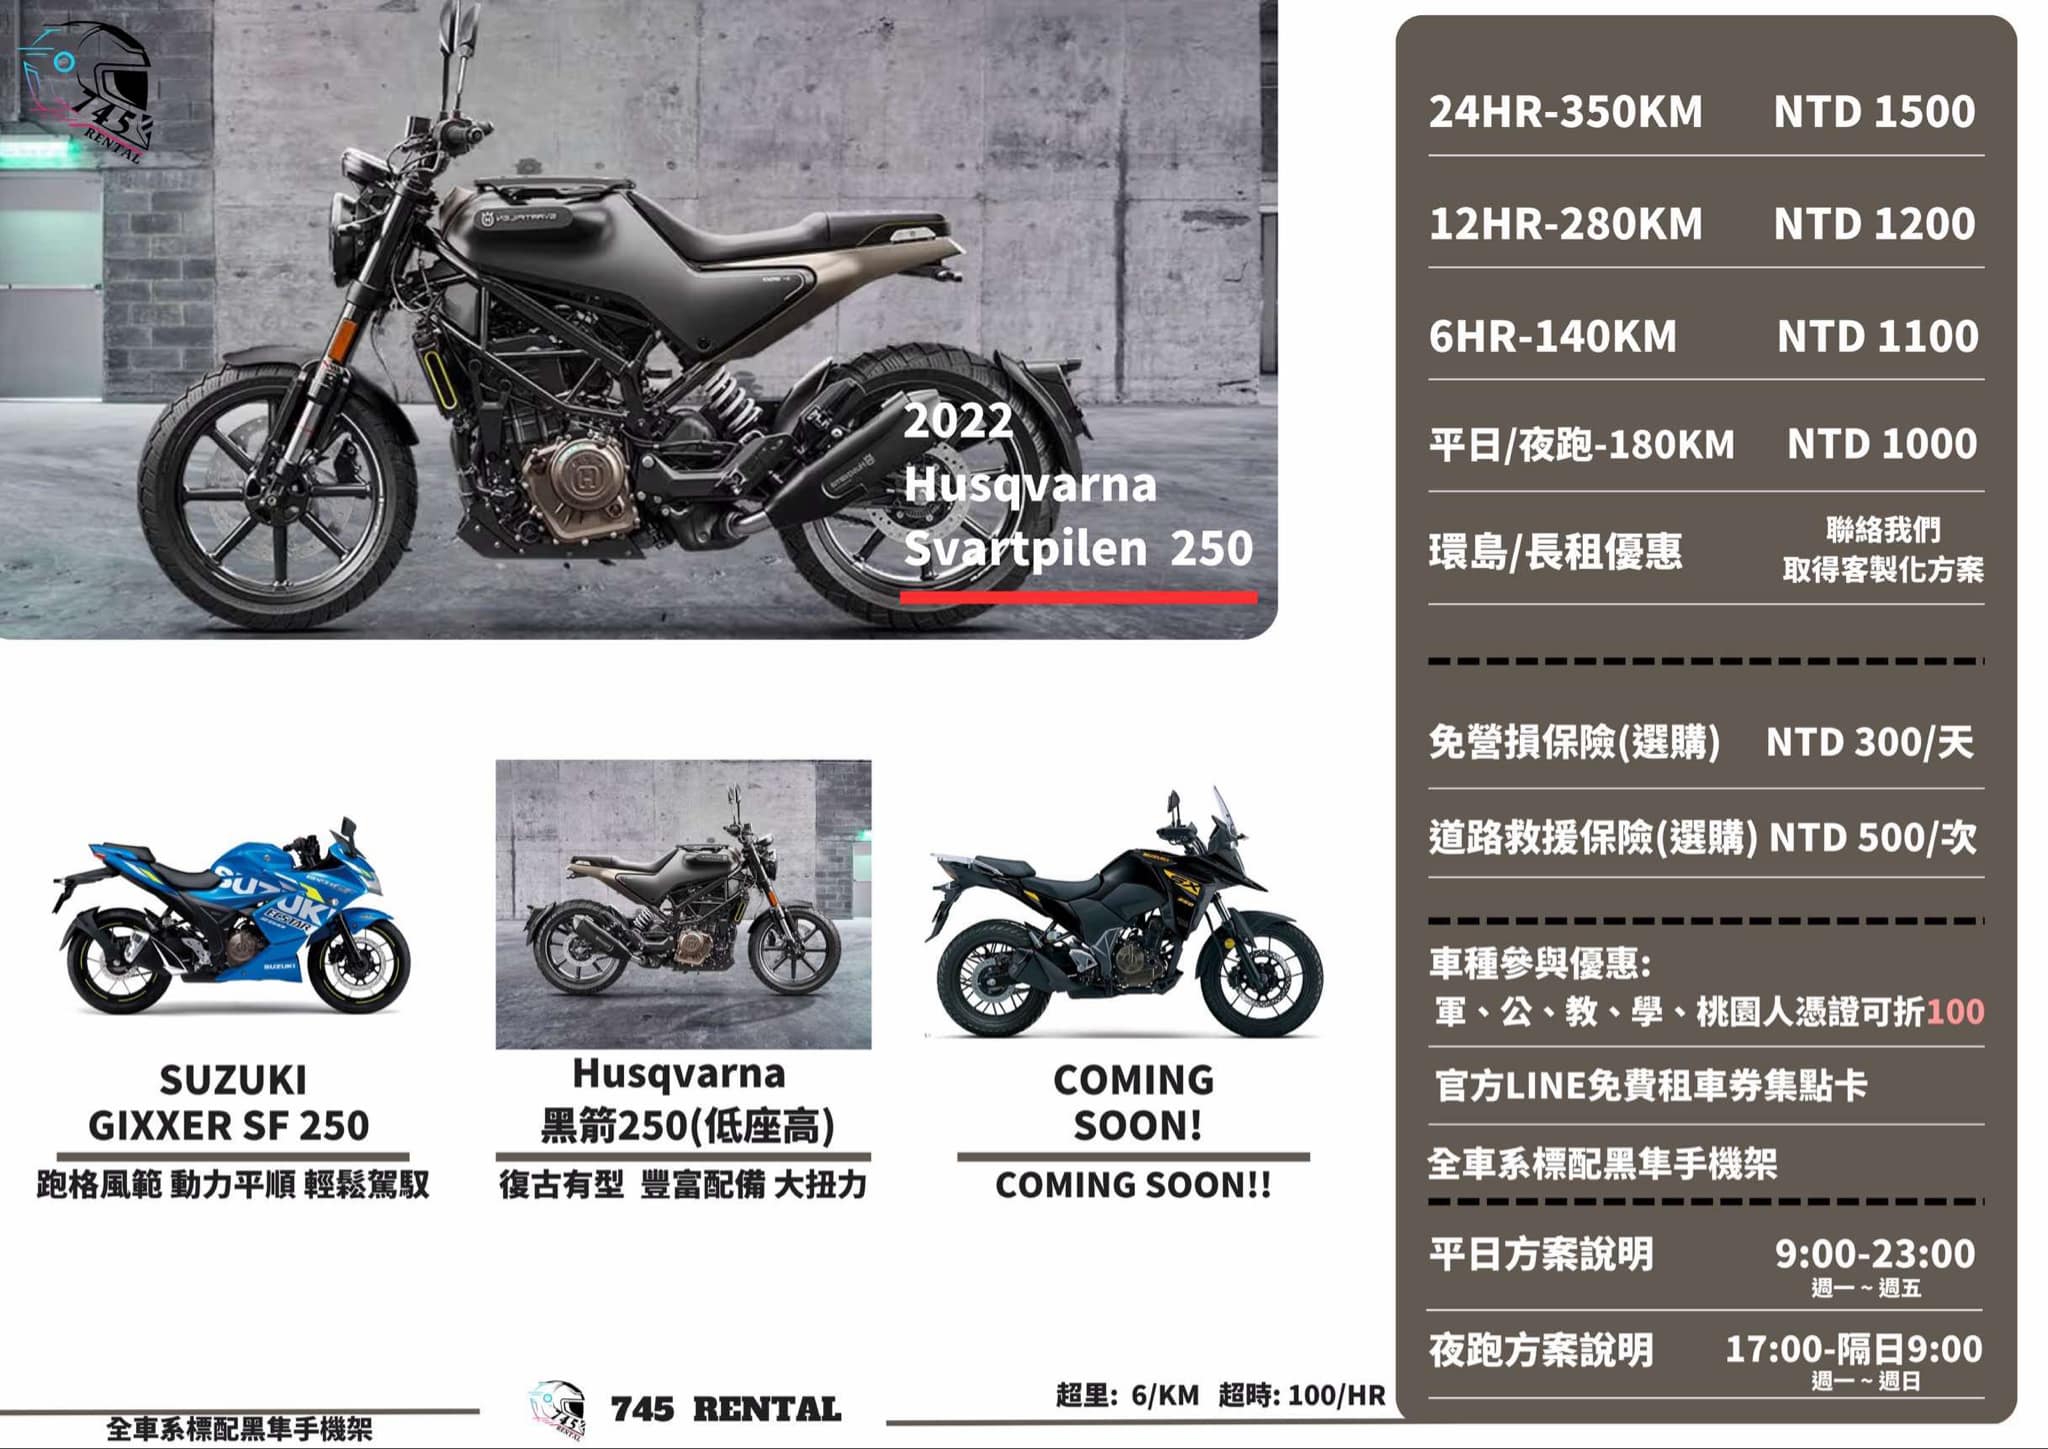 745
RENTAL
2022
Husqvarna
Svartpilen 250
24HR-350KM NTD 1500
12HR-280KM NTD 1200
6HR-140KM NTD 1100
平日/夜跑-180KM NTD 1000
環島/長租優惠 聯絡我們
取得客製化方案
免營損保險(選購) NTD 300/天
道路救援保險(選購) NTD 500/次
車種參與優惠:
軍、公、教、學、桃園人憑證可折100
官方LINE免費租車券集點卡
全車系標配黑隼手機架
平日方案說明 9:00-23:00
週一 ~ 週五
夜跑方案說明 17:00-隔日9:00
週一 ~ 週日
SUZUKI
GIXXER SF 250
跑格風範 動力平順 輕鬆駕馭
Husqvarna
黑箭250(低座高)
復古有型 豐富配備 大扭力
COMING
SOON!
COMING SOON!!
全車系標配黑隼手機架
745
RENTAL
745 RENTAL
超里: 6/KM 超時: 100/HR